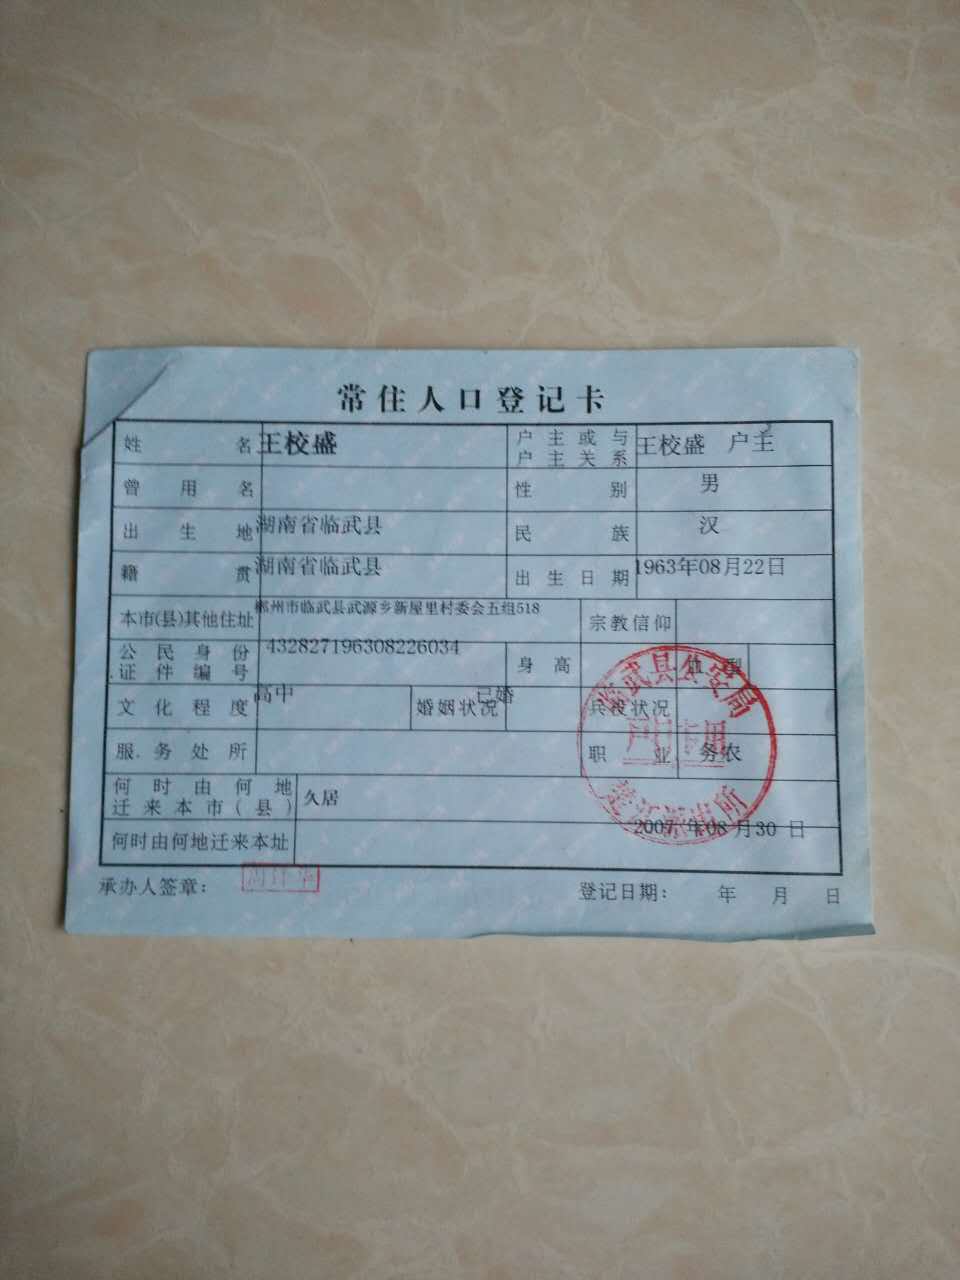 常住人口登记卡
姓名 王校盛 户主或与户主关系 王校盛 户主
曾用名 性别 男
出生地 湖南省临武县 民族 汉
籍贯 湖南省临武县 出生日期 1963年08月22日
本市(县)其他住址 郴州市临武县武源乡新屋里村委会五组518 宗教信仰
公民身份证件编号 432827196308226034 身高 血型
文化程度 高中 婚姻状况 已婚 兵役状况
服务处所 职业 务农
何时由何地迁来本市(县) 久居
何时由何地迁来本址
2007年08月30日
承办人签章: 登记日期: 年 月 日
临武县公安局
户口专用